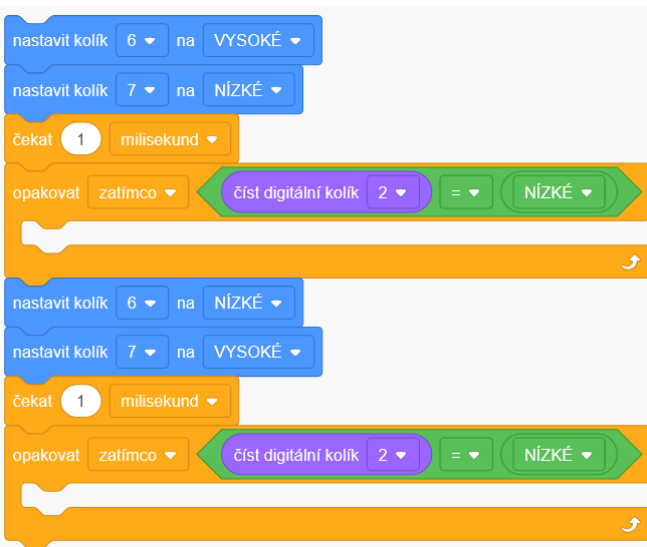 nastavit kolík 6 na VYSOKÉ
nastavit kolík 7 na NÍZKÉ
čekat 1 milisekund
opakovat zatímco číst digitální kolík 2 = NÍZKÉ
nastavit kolík 6 na NÍZKÉ
nastavit kolík 7 na VYSOKÉ
čekat 1 milisekund
opakovat zatímco číst digitální kolík 2 = NÍZKÉ